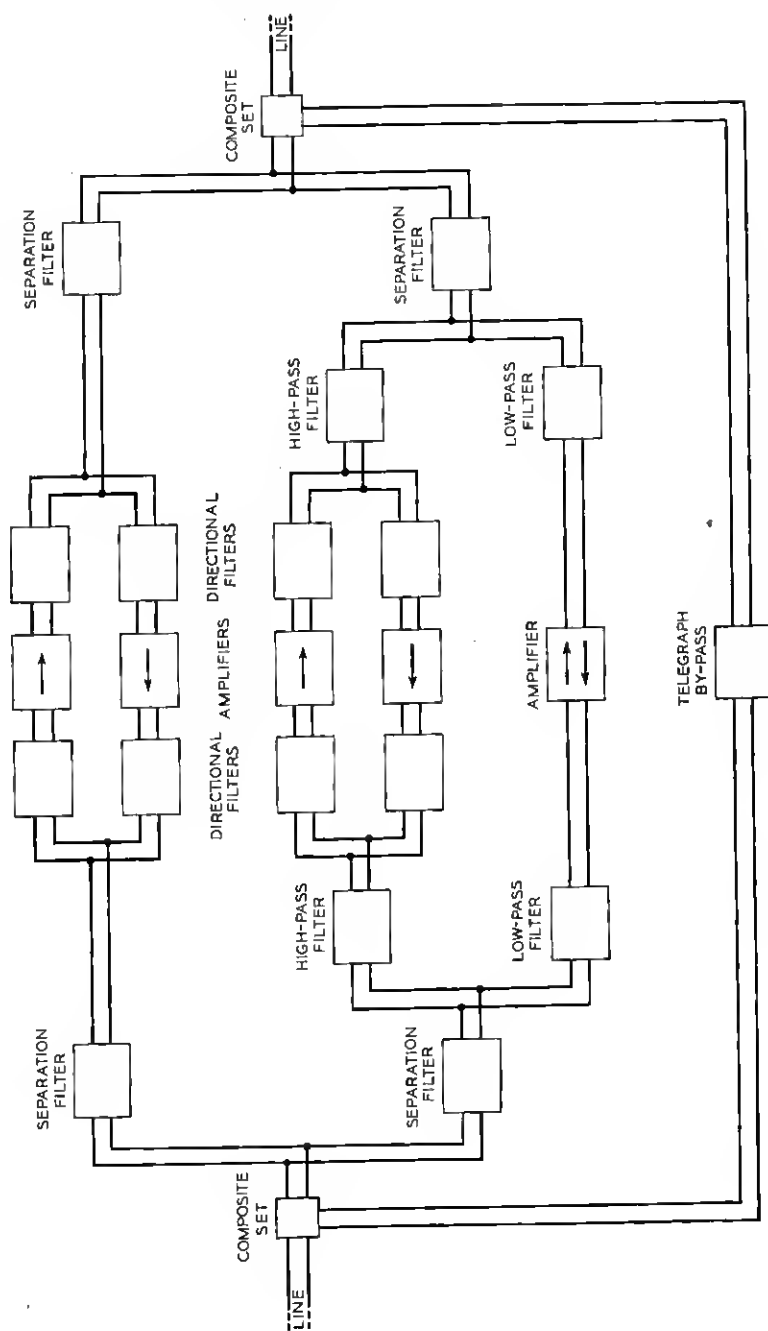 SEPARATION
FILTER
SEPARATION
FILTER
DIRECTIONAL
FILTERS
AMPLIFIERS
DIRECTIONAL
FILTERS
COMPOSITE
SET
COMPOSITE
SET
LINE
LINE
HIGH-PASS
FILTER
HIGH-PASS
FILTER
SEPARATION
FILTER
SEPARATION
FILTER
LOW-PASS
FILTER
AMPLIFIER
LOW-PASS
FILTER
TELEGRAPH
BY-PASS